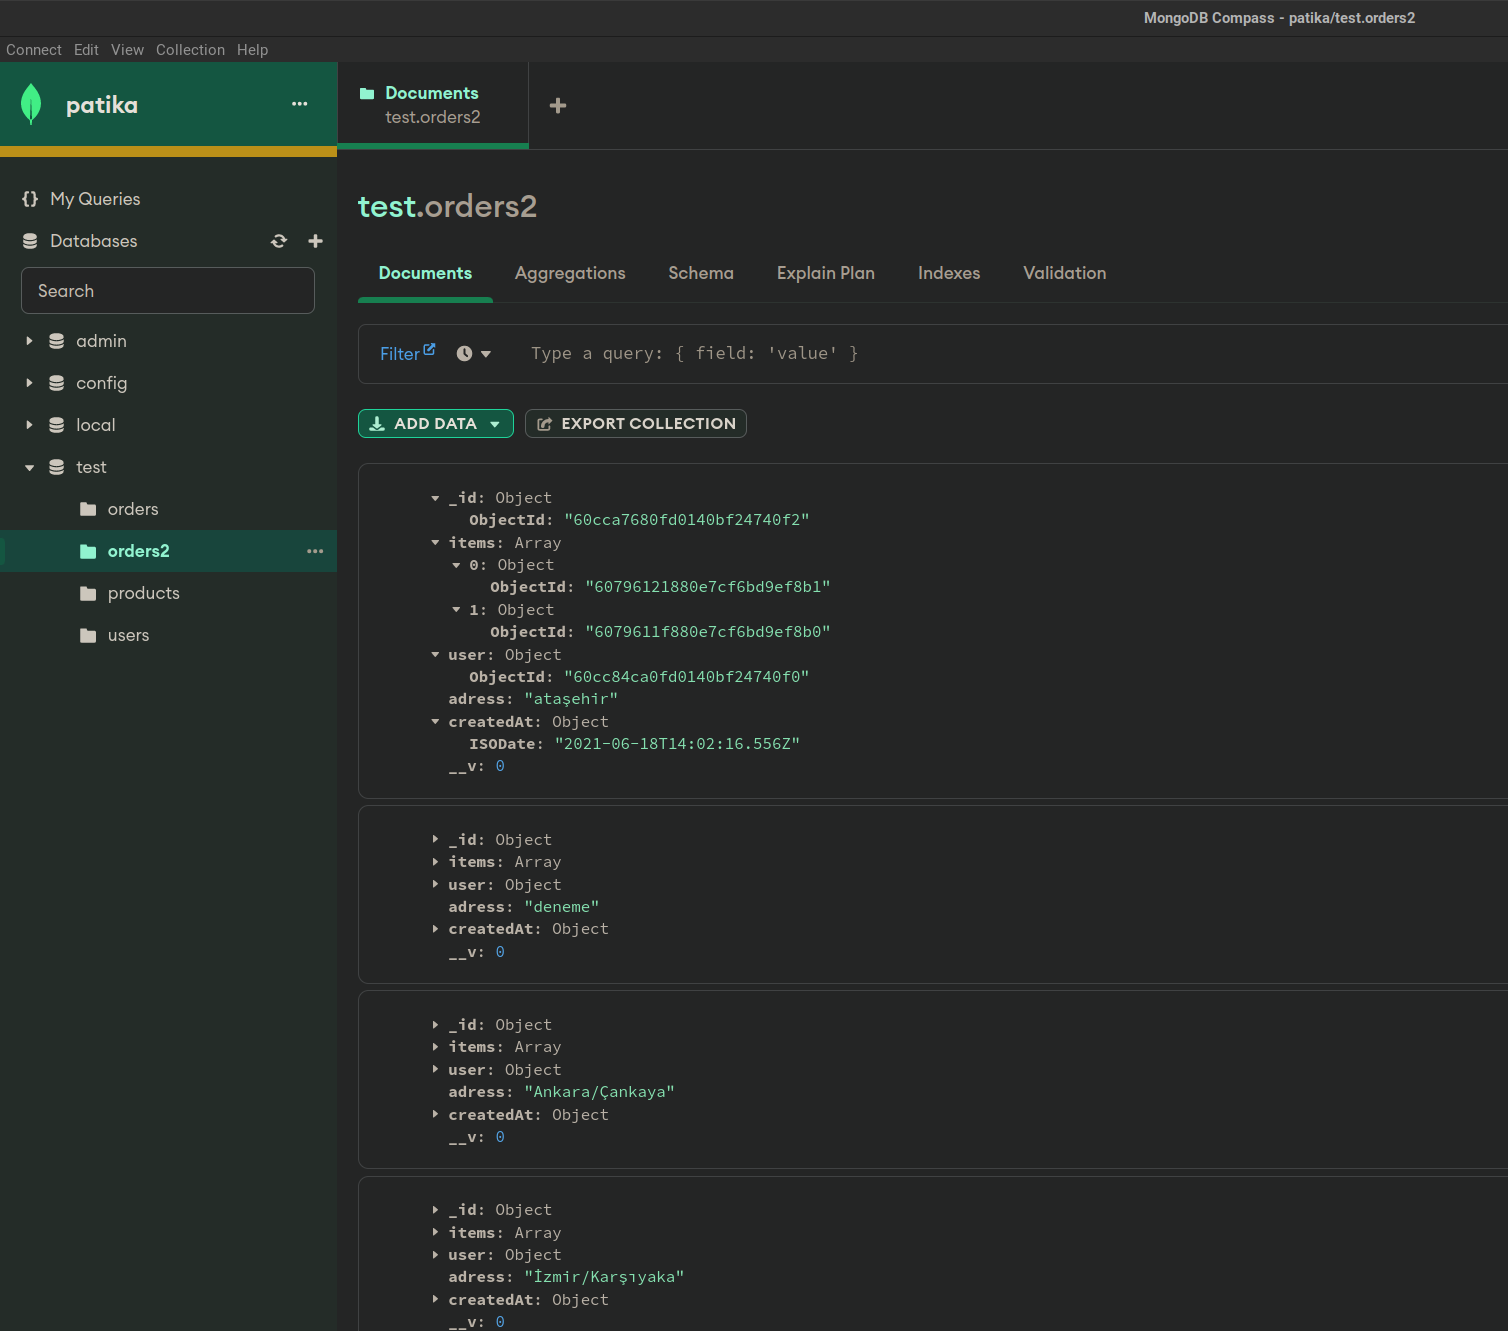 MongoDB Compass - patika/test.orders2
Connect Edit View Collection Help
patika
Documents
test.orders2
My Queries
Databases
Search
admin
config
local
test
orders
orders2
products
users
test.orders2
Documents Aggregations Schema Explain Plan Indexes Validation
Filter Type a query: { field: 'value' }
ADD DATA EXPORT COLLECTION
_id: Object
ObjectId: "60cca7680fd0140bf24740f2"
items: Array
0: Object
ObjectId: "60796121880e7cf6bd9ef8b1"
1: Object
ObjectId: "6079611f880e7cf6bd9ef8b0"
user: Object
ObjectId: "60cc84ca0fd0140bf24740f0"
adress: "ataşehir"
createdAt: Object
ISODate: "2021-06-18T14:02:16.556Z"
__v: 0
_id: Object
items: Array
user: Object
adress: "deneme"
createdAt: Object
__v: 0
_id: Object
items: Array
user: Object
adress: "Ankara/Çankaya"
createdAt: Object
__v: 0
_id: Object
items: Array
user: Object
adress: "İzmir/Karşıyaka"
createdAt: Object
__v: 0